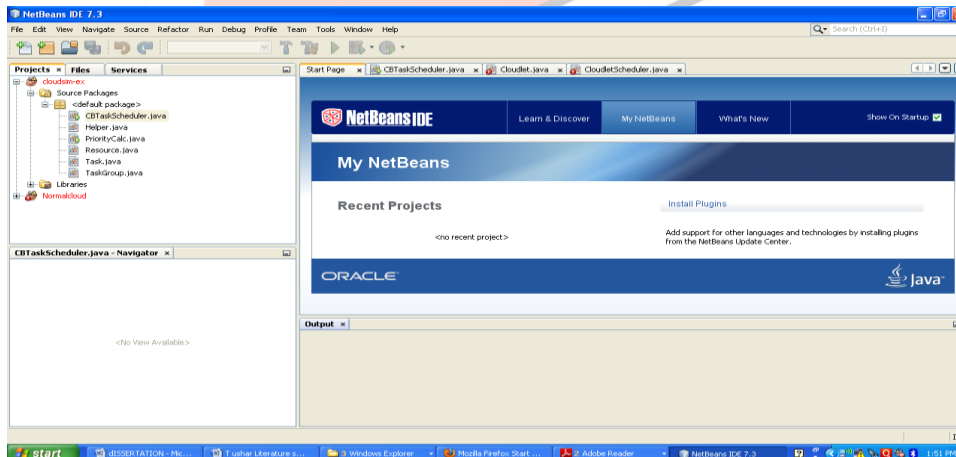 NetBeans IDE 7.3
File Edit View Navigate Source Refactor Run Debug Profile Team Tools Window Help
Search (Ctrl+I)
Projects Files Services
Start Page CBTaskScheduler.java Cloudlet.java CloudletScheduler.java
cloudsim-ex
Source Packages
<default package>
CBTaskScheduler.java
Helper.java
PriorityCalc.java
Resource.java
Task.java
TaskGroup.java
Libraries
Normalcloud
NetBeans IDE
Learn & Discover
My NetBeans
What's New
Show On Startup
My NetBeans
Recent Projects
<no recent project>
Install Plugins
Add support for other languages and technologies by installing plugins
from the NetBeans Update Center.
CBTaskScheduler.java - Navigator
<No View Available>
ORACLE
Java
Output
start
dISSERTATION - Mic...
Tushar Literature s...
3 Windows Explorer
Mozilla Firefox Start ...
2 Adobe Reader
NetBeans IDE 7.3
1:51 PM